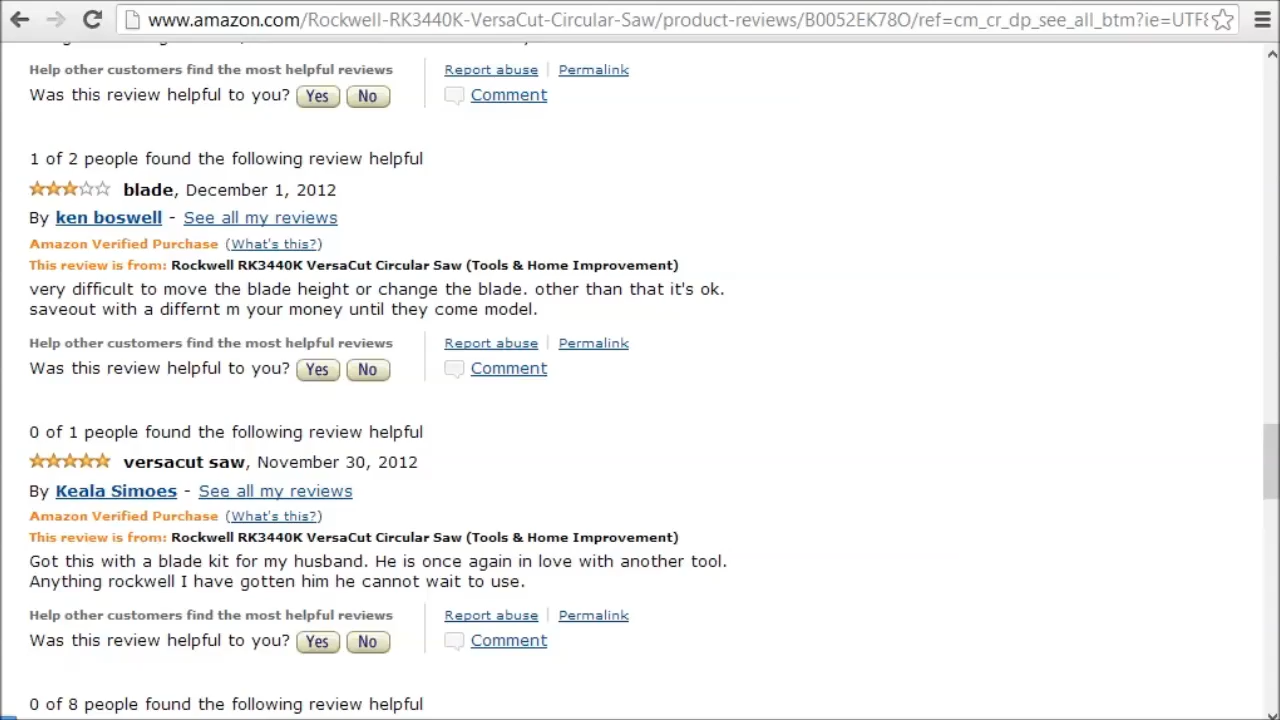 www.amazon.com/Rockwell-RK3440K-VersaCut-Circular-Saw/product-reviews/B0052EK78O/ref=cm_cr_dp_see_all_btm?ie=UTF8
Help other customers find the most helpful reviews
Report abuse | Permalink
Was this review helpful to you? Yes No
Comment
1 of 2 people found the following review helpful
blade, December 1, 2012
By ken boswell - See all my reviews
Amazon Verified Purchase (What's this?)
This review is from: Rockwell RK3440K VersaCut Circular Saw (Tools & Home Improvement)
very difficult to move the blade height or change the blade. other than that it's ok.
saveout with a differnt m your money until they come model.
Help other customers find the most helpful reviews
Report abuse | Permalink
Was this review helpful to you? Yes No
Comment
0 of 1 people found the following review helpful
versacut saw, November 30, 2012
By Keala Simoes - See all my reviews
Amazon Verified Purchase (What's this?)
This review is from: Rockwell RK3440K VersaCut Circular Saw (Tools & Home Improvement)
Got this with a blade kit for my husband. He is once again in love with another tool.
Anything rockwell I have gotten him he cannot wait to use.
Help other customers find the most helpful reviews
Report abuse | Permalink
Was this review helpful to you? Yes No
Comment
0 of 8 people found the following review helpful